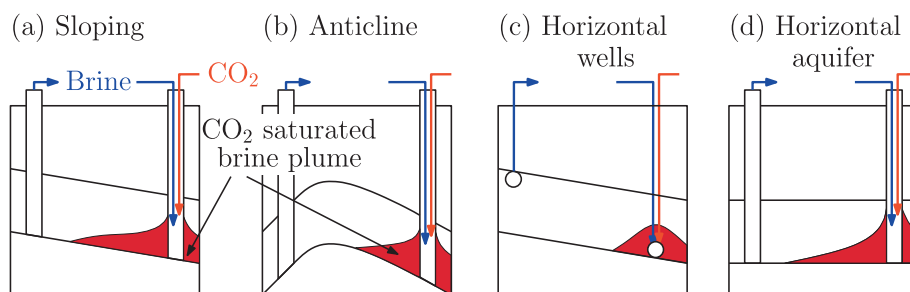 (a) Sloping
(b) Anticline
(c) Horizontal
wells
(d) Horizontal
aquifer
Brine
CO₂
CO₂ saturated
brine plume